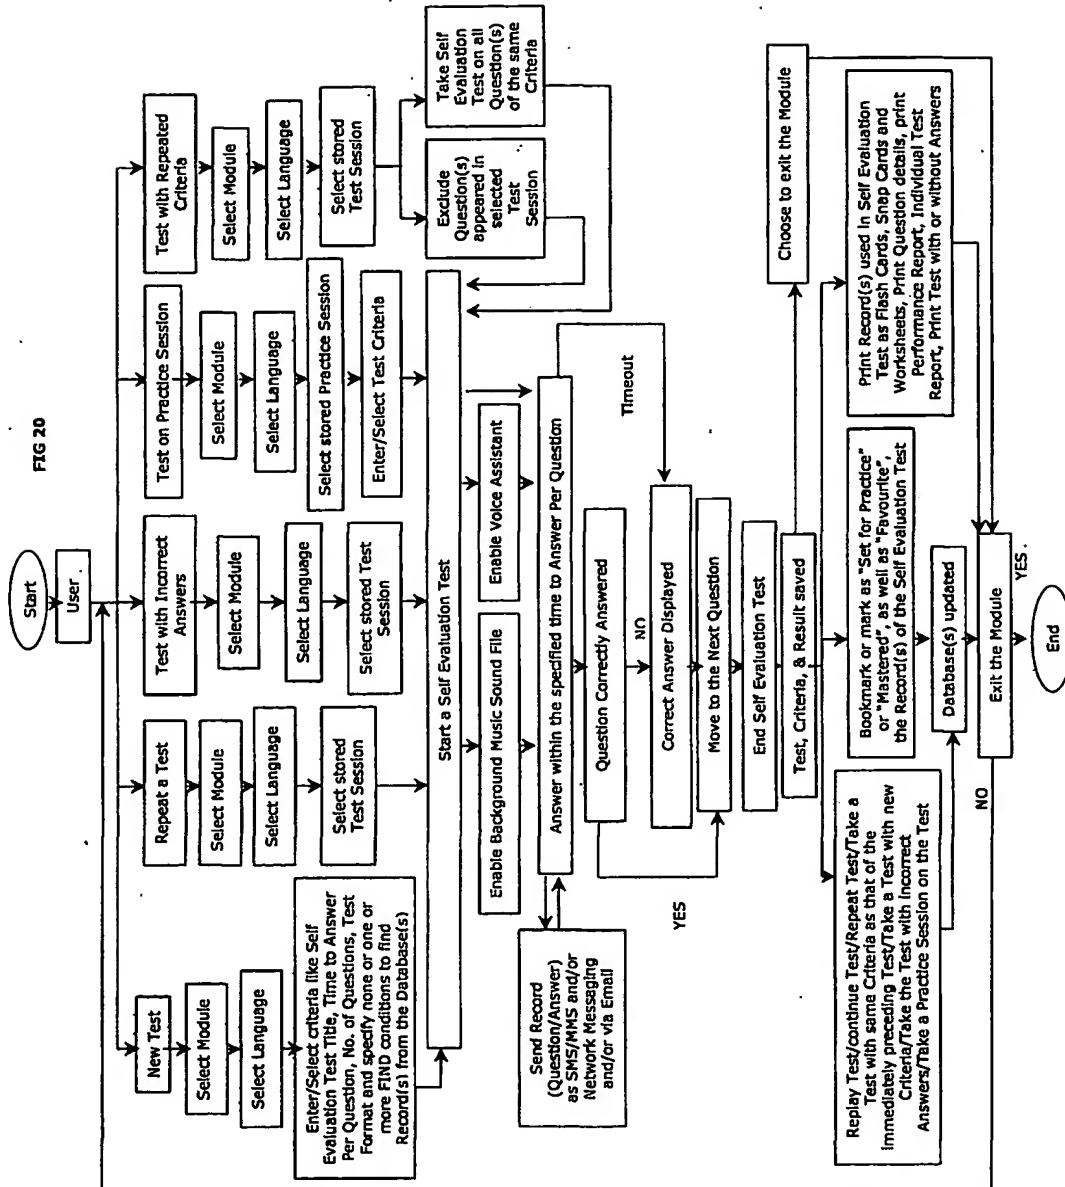 FIG 20
Start
User
New Test
Select Module
Select Language
Enter/Select criteria like Self
Evaluation Test Title, Time to Answer
Per Question, No. of Questions, Test
Format and specify none or one or
more FIND conditions to find
Record(s) from the Database(s)
Repeat a Test
Select Module
Select Language
Select stored
Test Session
Test with Incorrect
Answers
Select Module
Select Language
Select stored Test
Session
Test on Practice Session
Select Module
Select Language
Select stored Practice Session
Enter/Select Test Criteria
Test with Repeated
Criteria
Select Module
Select Language
Select stored
Test Session
Exclude
Question(s)
appeared in
selected
Test
Session
Take Self
Evaluation
Test on all
Question(s)
of the same
Criteria
Start a Self Evaluation Test
Enable Background Music Sound File
Enable Voice Assistant
Answer within the specified time to Answer Per Question
Send Record
(Question/Answer)
as SMS/MMS and/or
Network Messaging
and/or via Email
Timeout
Question Correctly Answered
NO
YES
Correct Answer Displayed
Move to the Next Question
End Self Evaluation Test
Test, Criteria, & Result saved
Choose to exit the Module
Replay Test/continue Test/Repeat Test/Take a
Test with same Criteria as that of the
immediately preceding Test/Take a Test with new
Criteria/Take the Test with Incorrect
Answers/Take a Practice Session on the Test
Bookmark or mark as "Set for Practice"
or "Mastered", as well as "Favourite",
the Record(s) of the Self Evaluation Test
Print Record(s) used in Self Evaluation
Test as Flash Cards, Snap Cards and
Worksheets, Print Question details, print
Performance Report, Individual Test
Report, Print Test with or without Answers
Database(s) updated
Exit the Module
NO
YES
End